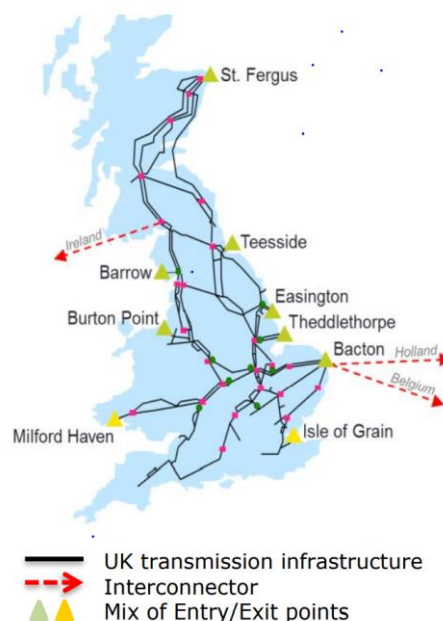 St. Fergus
Ireland
Teesside
Barrow
Easington
Theddlethorpe
Burton Point
Bacton
Holland
Belgium
Milford Haven
Isle of Grain
UK transmission infrastructure
Interconnector
Mix of Entry/Exit points